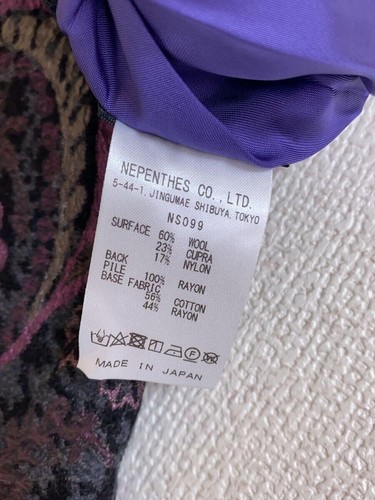 NEPENTHES CO., LTD.
5-44-1, JINGUMAE SHIBUYA, TOKYO
NS099
SURFACE 60% WOOL
23% CUPRA
17% NYLON
BACK
PILE 100% RAYON
BASE FABRIC
56% COTTON
44% RAYON
MADE IN JAPAN